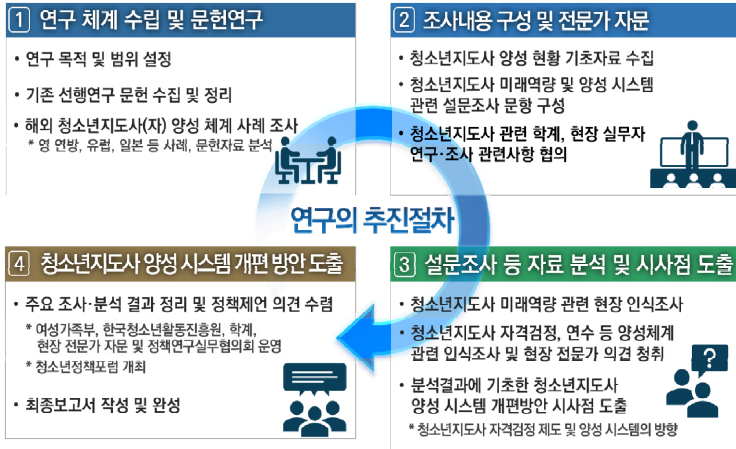 1 연구 체계 수립 및 문헌연구
• 연구 목적 및 범위 설정
• 기존 선행연구 문헌 수집 및 정리
• 해외 청소년지도사(자) 양성 체계 사례 조사
* 영 연방, 유럽, 일본 등 사례, 문헌자료 분석
2 조사내용 구성 및 전문가 자문
• 청소년지도사 양성 현황 기초자료 수집
• 청소년지도사 미래역량 및 양성 시스템
관련 설문조사 문항 구성
• 청소년지도사 관련 학계, 현장 실무자
연구·조사 관련사항 협의
연구의 추진절차
4 청소년지도사 양성 시스템 개편 방안 도출
• 주요 조사·분석 결과 정리 및 정책제언 의견 수렴
* 여성가족부, 한국청소년활동진흥원, 학계,
현장 전문가 자문 및 정책연구실무협의회 운영
* 청소년정책포럼 개최
• 최종보고서 작성 및 완성
3 설문조사 등 자료 분석 및 시사점 도출
• 청소년지도사 미래역량 관련 현장 인식조사
• 청소년지도사 자격검정, 연수 등 양성체계
관련 인식조사 및 현장 전문가 의견 청취
• 분석결과에 기초한 청소년지도사
양성 시스템 개편방안 시사점 도출
* 청소년지도사 자격검정 제도 및 양성 시스템의 방향
?